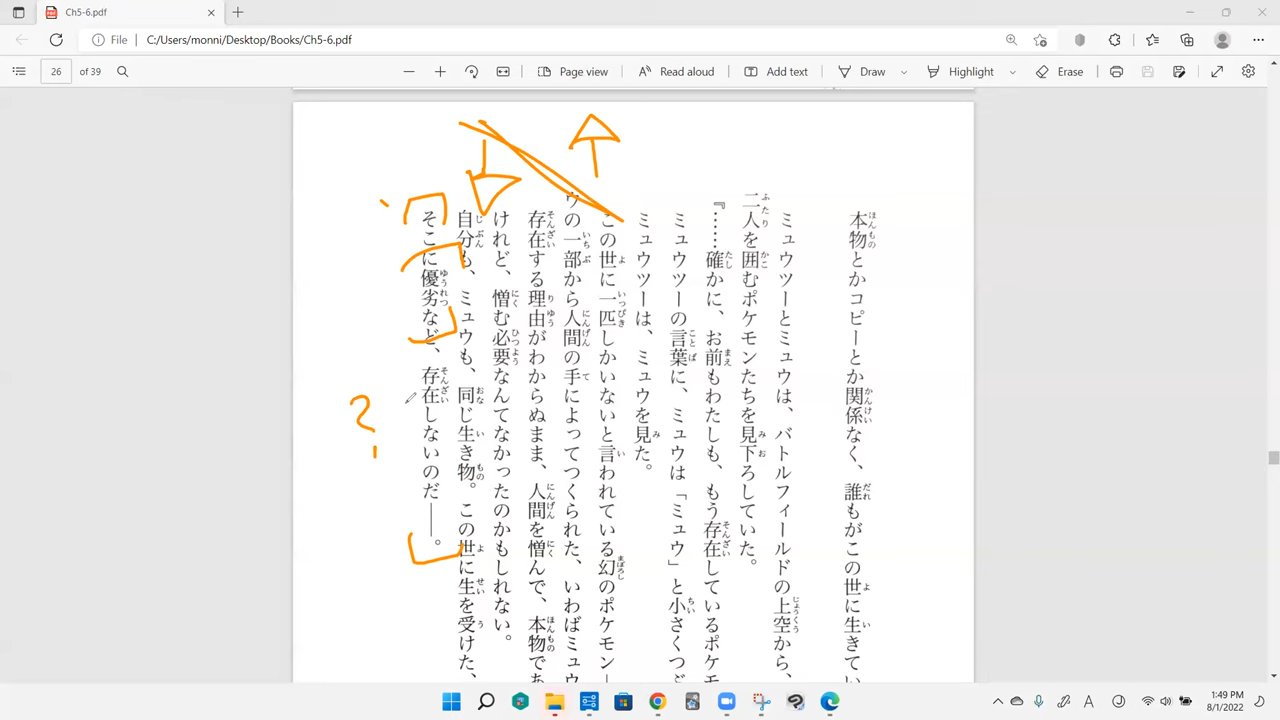 Ch5-6.pdf
File C:/Users/monni/Desktop/Books/Ch5-6.pdf
26 of 39 Page view Read aloud Add text Draw Highlight Erase
本物とかコピーとか関係なく、誰もがこの世に生きてい
ミュウツーとミュウは、バトルフィールドの上空から、
二人を囲むポケモンたちを見下ろしていた。
『……確かに、お前もわたしも、もう存在しているポケモ
ミュウツーの言葉に、ミュウは「ミュウ」と小さくつぶ
ミュウツーは、ミュウを見た。
この世に一匹しかいないと言われている幻のポケモン―
ウの一部から人間の手によってつくられた、いわばミュウ
存在する理由がわからぬまま、人間を憎んで、本物であ
けれど、憎む必要なんてなかったのかもしれない。
自分も、ミュウも、同じ生き物。この世に生を受けた、
そこに優劣など、存在しないのだ――。
?
1:49 PM
8/1/2022